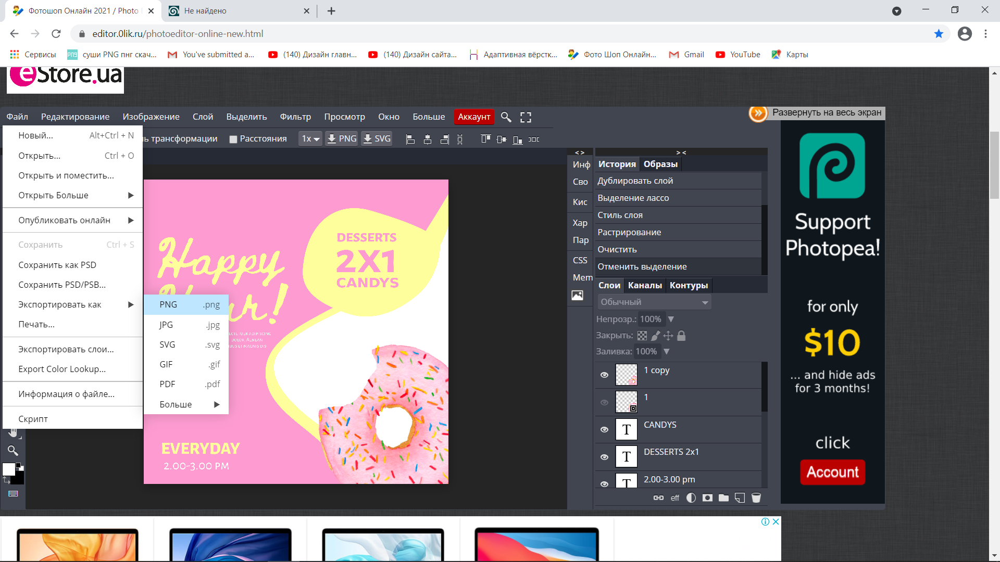 Фотошоп Онлайн 2021 / Photo
Не найдено
editor.0lik.ru/photoeditor-online-new.html
Сервисы
суши PNG пнг скач...
You've submitted a...
(140) Дизайн главн...
(140) Дизайн сайта...
Адаптивная вёрстк...
Фото Шоп Онлайн...
Gmail
YouTube
Карты
eStore.ua
Файл Редактирование Изображение Слой Выделить Фильтр Просмотр Окно Больше Аккаунт
Развернуть на весь экран
ь трансформации Расстояния 1x PNG SVG
Новый... Alt+Ctrl + N
Открыть... Ctrl + O
Открыть и поместить...
Открыть Больше
Опубликовать онлайн
Сохранить Ctrl + S
Сохранить как PSD
Сохранить PSD/PSB...
Экспортировать как
Печать...
Экспортировать слои...
Export Color Lookup...
Информация о файле...
Скрипт
PNG .png
JPG .jpg
SVG .svg
GIF .gif
PDF .pdf
Больше
Happy
DESSERTS
2X1
CANDYS
EVERYDAY
2.00-3.00 PM
< >
Инф
Сво
Кис
Хар
Пар
CSS
Мем
> <
История Образы
Дублировать слой
Выделение лассо
Стиль слоя
Растрирование
Очистить
Отменить выделение
Слои Каналы Контуры
Обычный
Непрозр.: 100%
Закрыть:
Заливка: 100%
1 copy
1
T CANDYS
T DESSERTS 2x1
T 2.00-3.00 pm
eff
Support
Photopea!
for only
$10
... and hide ads
for 3 months!
click
Account